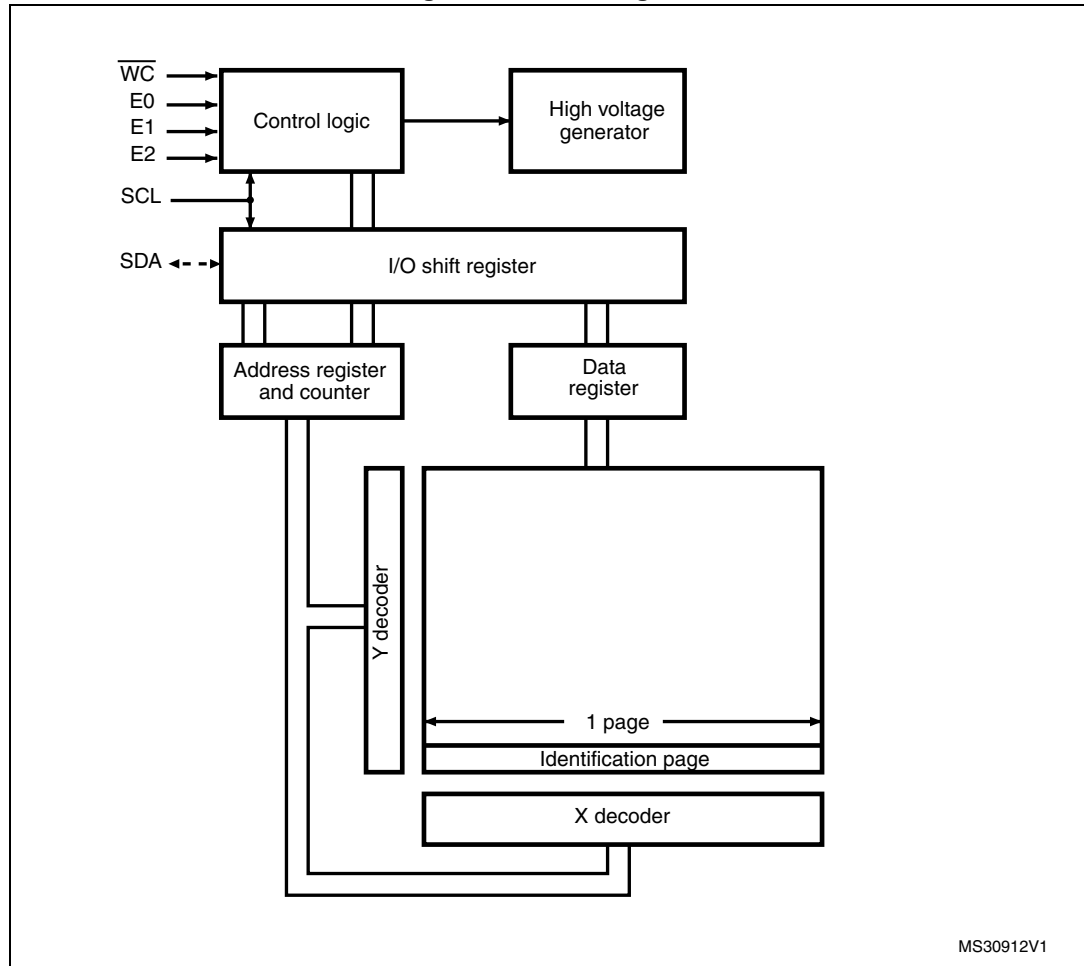 W̅C̅
E0
E1
E2
SCL
SDA
Control logic
High voltage
generator
I/O shift register
Address register
and counter
Data
register
Y decoder
1 page
Identification page
X decoder
MS30912V1